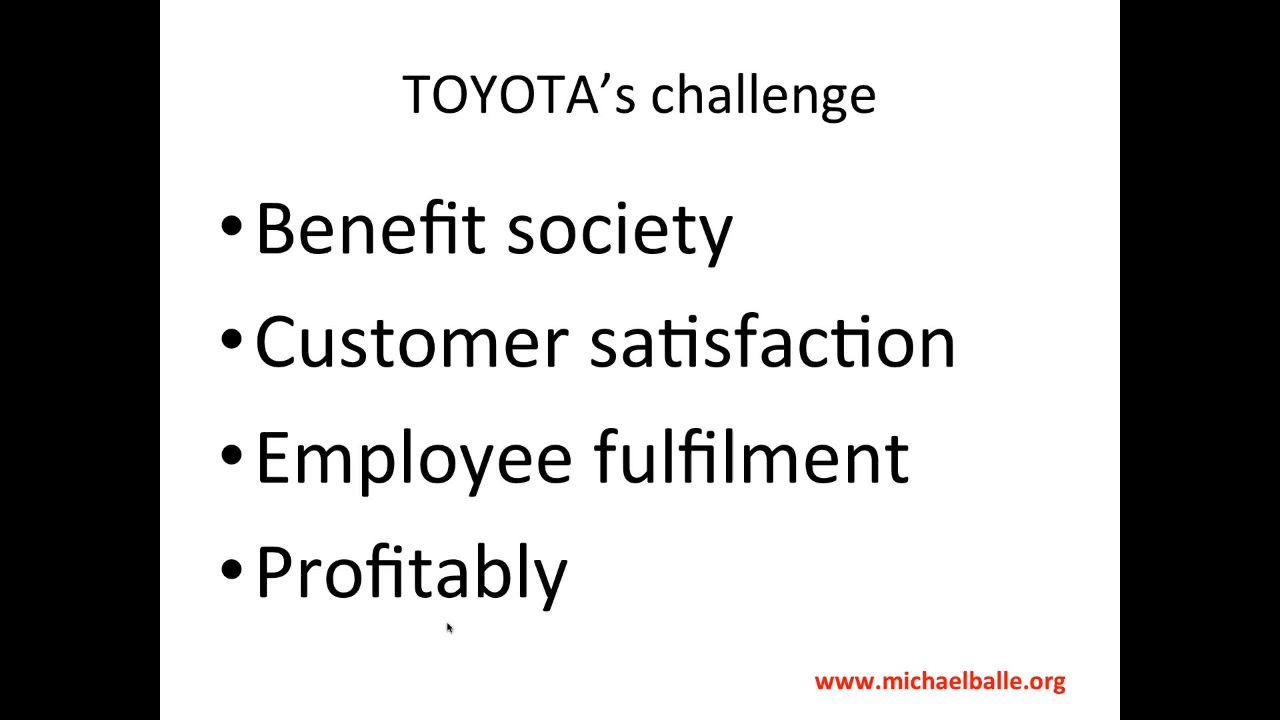 TOYOTA’s challenge
•Benefit society
•Customer satisfaction
•Employee fulfilment
•Profitably
www.michaelballe.org